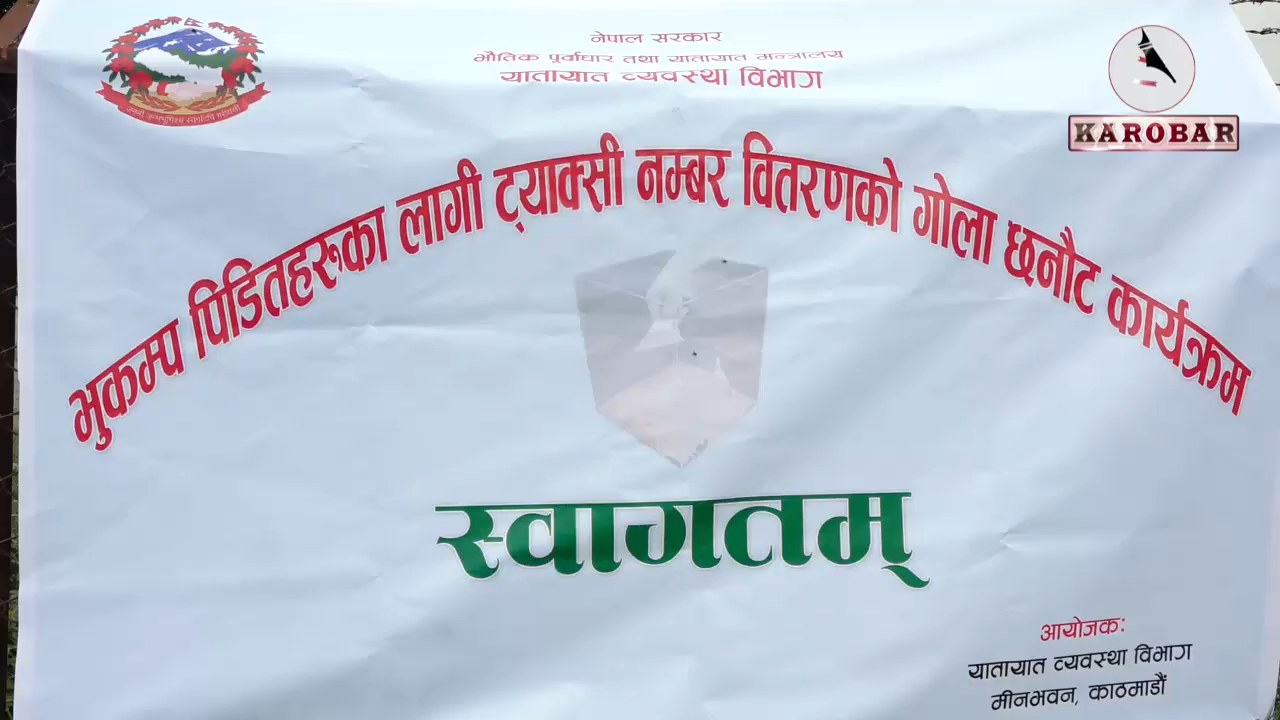 नेपाल सरकार
भौतिक पूर्वाधार तथा यातायात मन्त्रालय
यातायात व्यवस्था विभाग
KAROBAR
भुकम्प पिडितहरुका लागी ट्याक्सी नम्बर वितरणको गोला छनौट कार्यक्रम
स्वागतम्
आयोजक:
यातायात व्यवस्था विभाग
मीनभवन, काठमाडौं